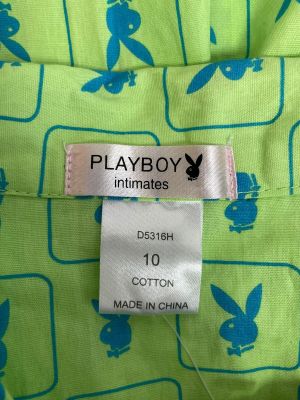 PLAYBOY
intimates
D5316H
10
COTTON
MADE IN CHINA